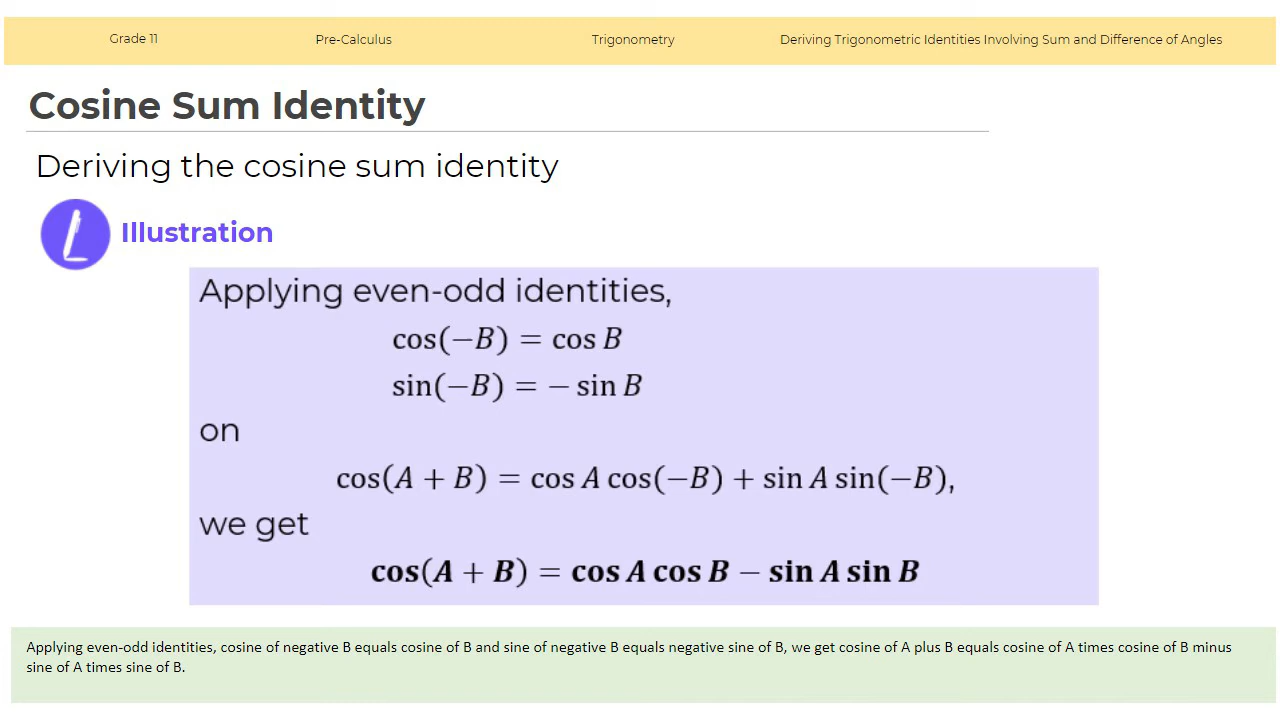 Grade 11 Pre-Calculus Trigonometry Deriving Trigonometric Identities Involving Sum and Difference of Angles
Cosine Sum Identity
Deriving the cosine sum identity
Illustration
Applying even-odd identities,
cos(−B) = cos B
sin(−B) = − sin B
on
cos(A + B) = cos A cos(−B) + sin A sin(−B),
we get
cos(A + B) = cos A cos B − sin A sin B
Applying even-odd identities, cosine of negative B equals cosine of B and sine of negative B equals negative sine of B, we get cosine of A plus B equals cosine of A times cosine of B minus
sine of A times sine of B.